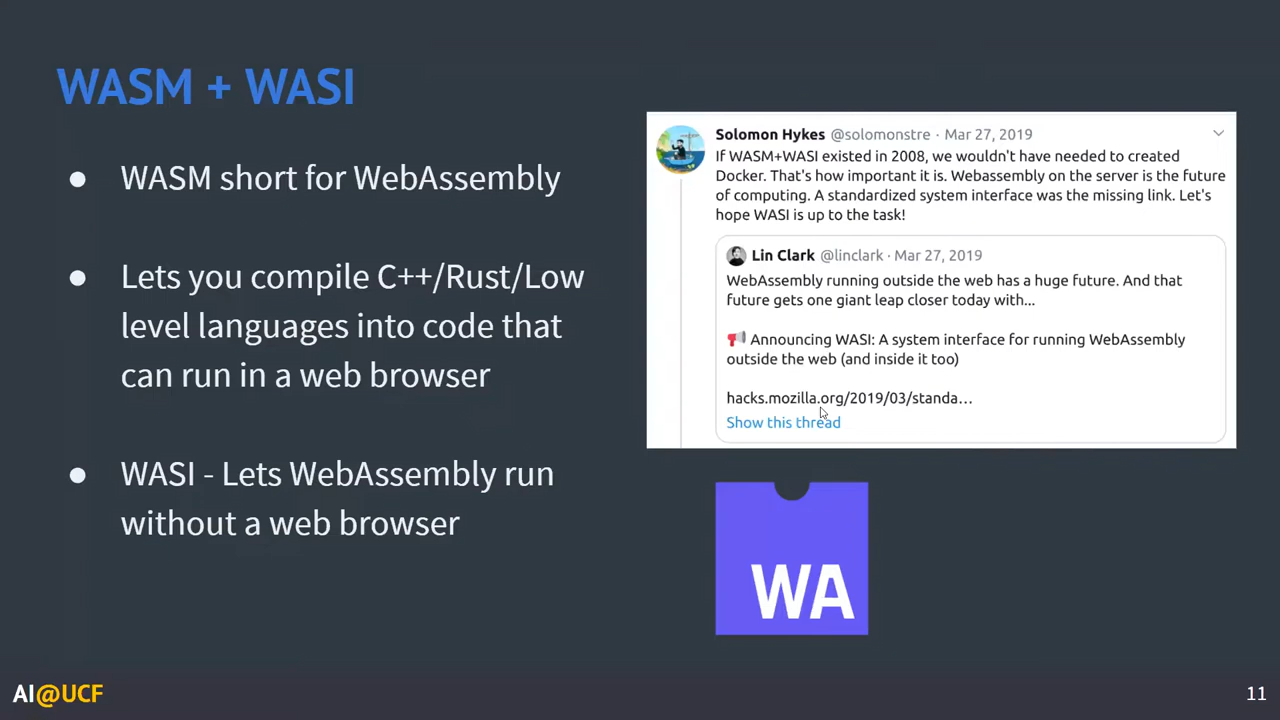 WASM + WASI
● WASM short for WebAssembly
● Lets you compile C++/Rust/Low
level languages into code that
can run in a web browser
● WASI - Lets WebAssembly run
without a web browser
Solomon Hykes @solomonstre · Mar 27, 2019
If WASM+WASI existed in 2008, we wouldn't have needed to created
Docker. That's how important it is. Webassembly on the server is the future
of computing. A standardized system interface was the missing link. Let's
hope WASI is up to the task!
Lin Clark @linclark · Mar 27, 2019
WebAssembly running outside the web has a huge future. And that
future gets one giant leap closer today with...
📢 Announcing WASI: A system interface for running WebAssembly
outside the web (and inside it too)
hacks.mozilla.org/2019/03/standa…
Show this thread
WA
AI@UCF
11